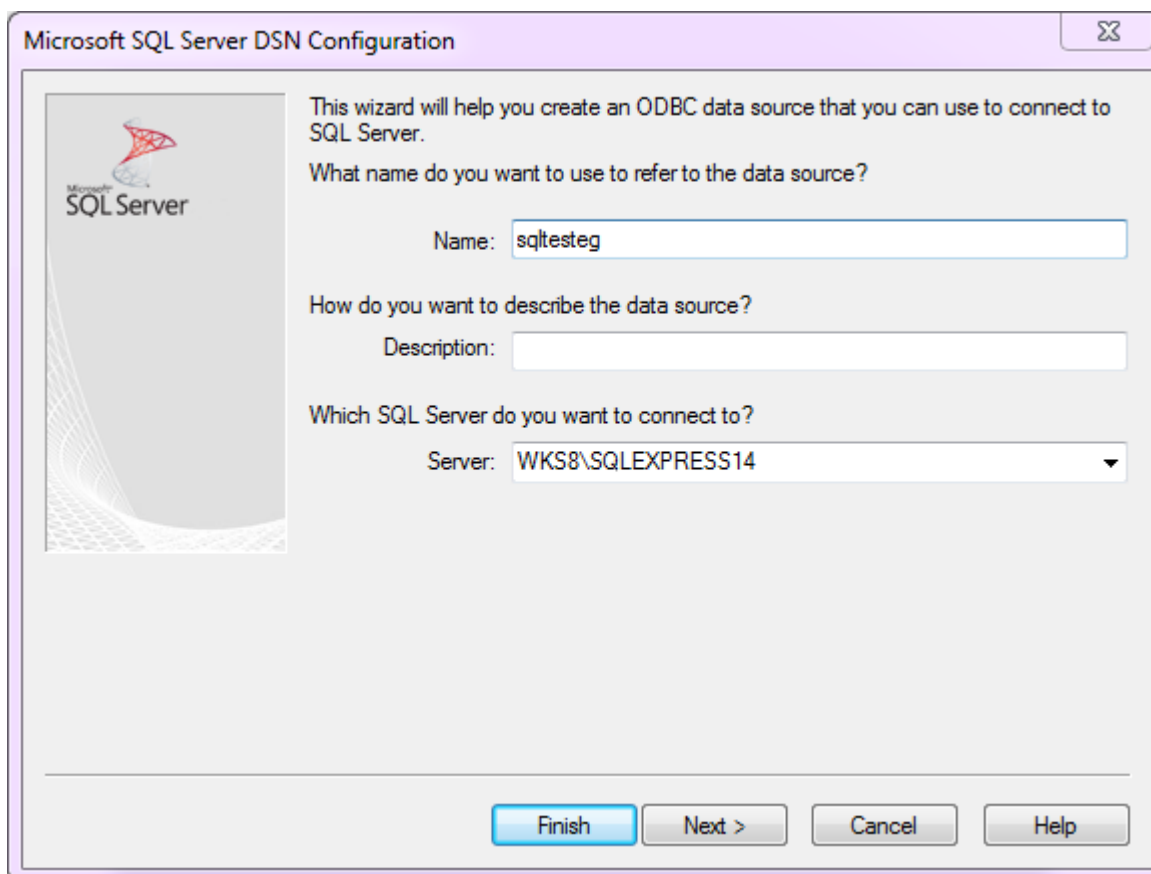 Microsoft SQL Server DSN Configuration
This wizard will help you create an ODBC data source that you can use to connect to
SQL Server.
What name do you want to use to refer to the data source?
Microsoft®
SQL Server
Name: sqltesteg
How do you want to describe the data source?
Description:
Which SQL Server do you want to connect to?
Server: WKS8\SQLEXPRESS14
Finish Next > Cancel Help